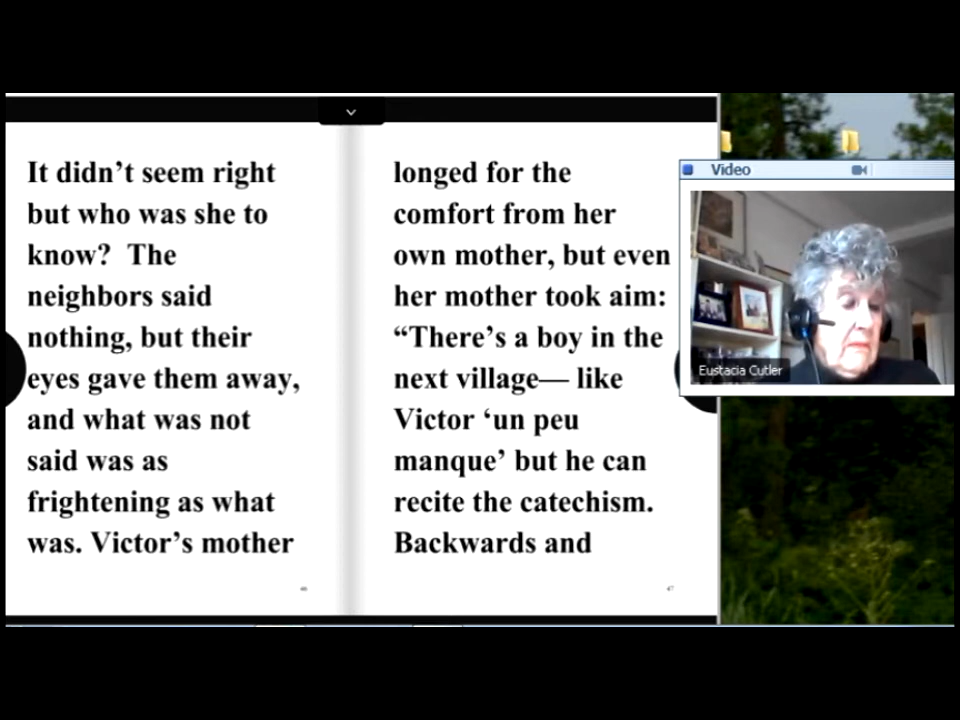 It didn’t seem right
but who was she to
know?  The
neighbors said
nothing, but their
eyes gave them away,
and what was not
said was as
frightening as what
was. Victor’s mother
longed for the
comfort from her
own mother, but even
her mother took aim:
“There’s a boy in the
next village— like
Victor ‘un peu
manque’ but he can
recite the catechism.
Backwards and
47
Video
Eustacia Cutler